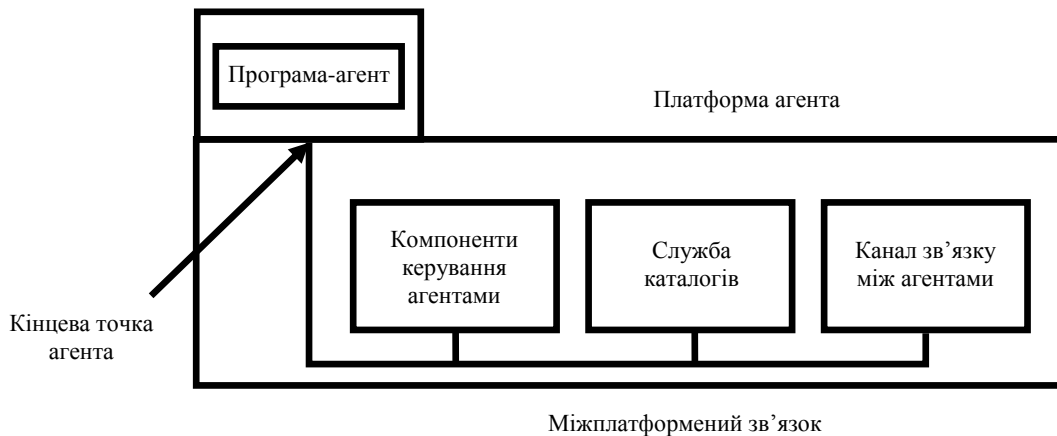 Програма-агент
Платформа агента
Компоненти
керування
агентами
Служба
каталогів
Канал зв’язку
між агентами
Кінцева точка
агента
Міжплатформений зв’язок